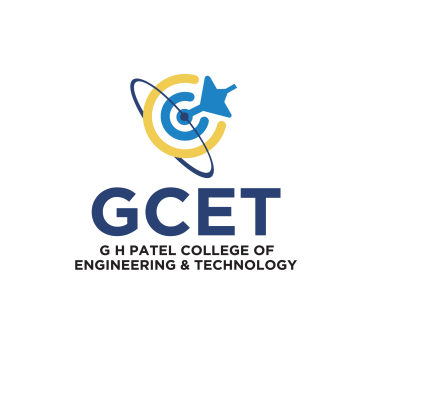 GCET
G H PATEL COLLEGE OF
ENGINEERING & TECHNOLOGY